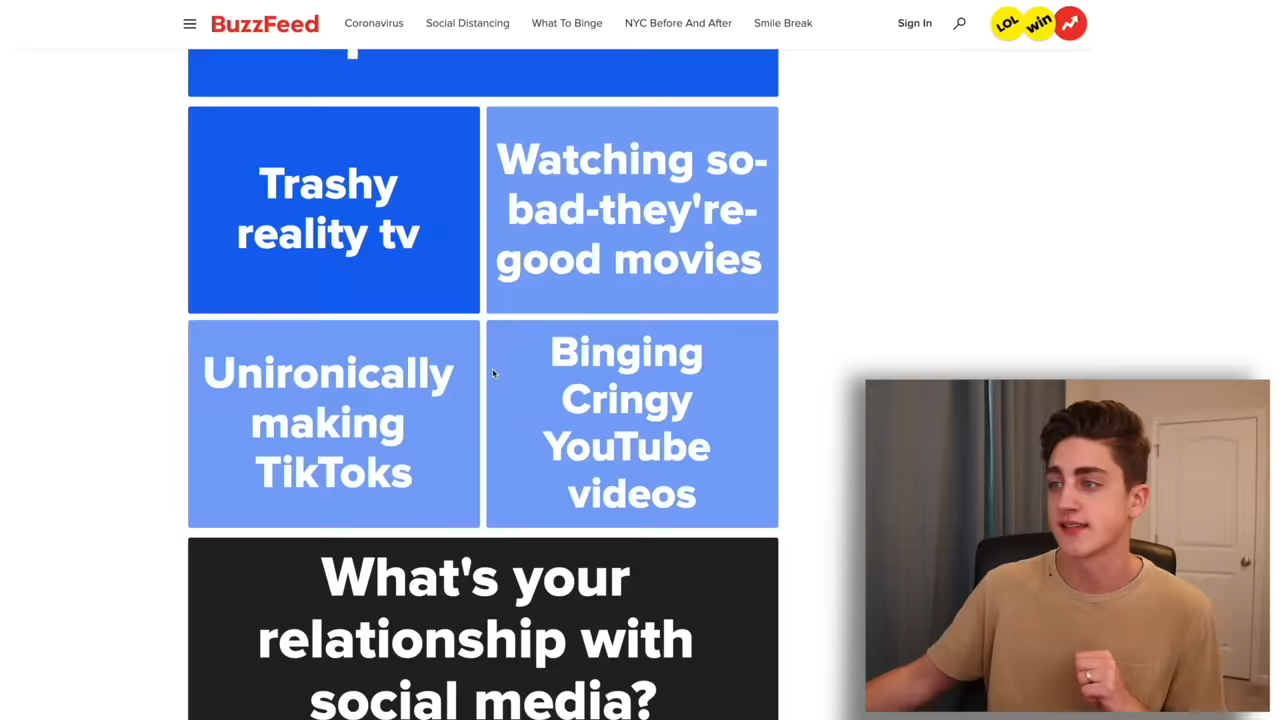 BuzzFeed
Coronavirus
Social Distancing
What To Binge
NYC Before And After
Smile Break
Sign In
LOL
win
Trashy
reality tv
Watching so-
bad-they're-
good movies
Unironically
making
TikToks
Binging
Cringy
YouTube
videos
What's your
relationship with
social media?